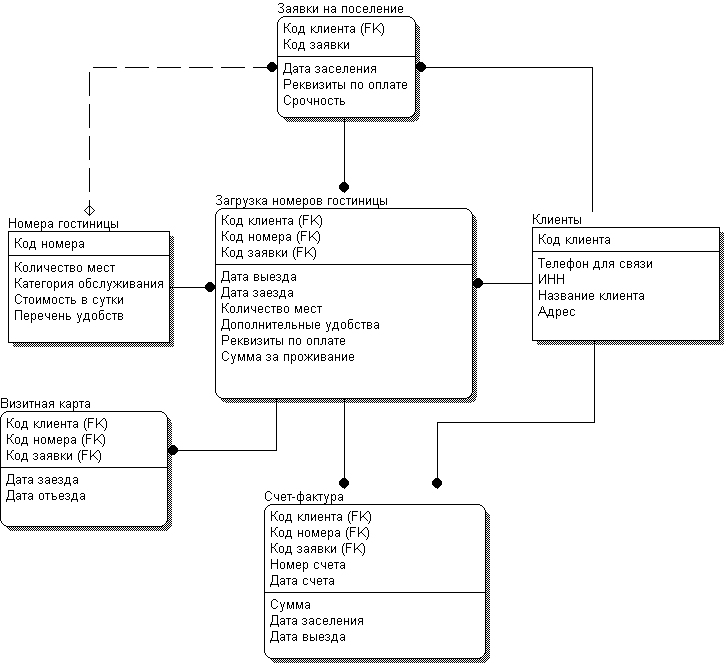 Заявки на поселение
Код клиента (FK)
Код заявки
Дата заселения
Реквизиты по оплате
Срочность
Номера гостиницы
Код номера
Количество мест
Категория обслуживания
Стоимость в сутки
Перечень удобств
Загрузка номеров гостиницы
Код клиента (FK)
Код номера (FK)
Код заявки (FK)
Дата выезда
Дата заезда
Количество мест
Дополнительные удобства
Реквизиты по оплате
Сумма за проживание
Клиенты
Код клиента
Телефон для связи
ИНН
Название клиента
Адрес
Визитная карта
Код клиента (FK)
Код номера (FK)
Код заявки (FK)
Дата заезда
Дата отъезда
Счет-фактура
Код клиента (FK)
Код номера (FK)
Код заявки (FK)
Номер счета
Дата счета
Сумма
Дата заселения
Дата выезда